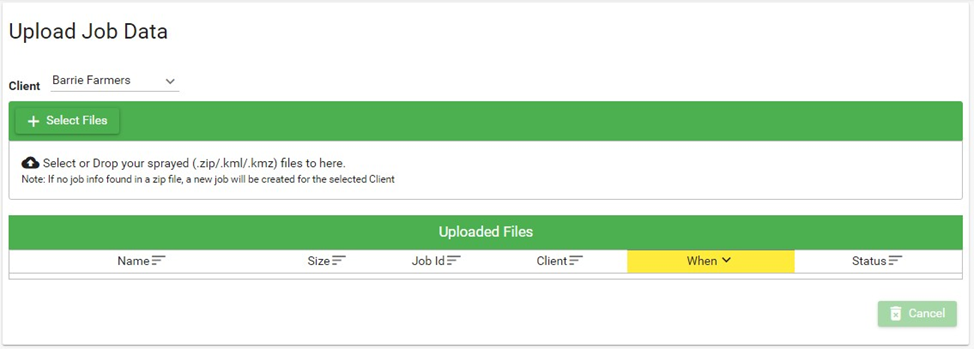 Upload Job Data
Client Barrie Farmers
Select Files
Select or Drop your sprayed (.zip/.kml/.kmz) files to here.
Note: If no job info found in a zip file, a new job will be created for the selected Client
Uploaded Files
Name Size Job Id Client When Status
Cancel